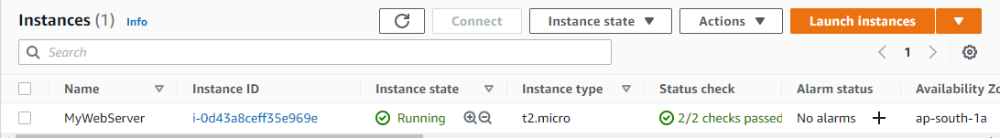 Instances (1) Info Connect Instance state Actions Launch instances
Search 1
Name Instance ID Instance state Instance type Status check Alarm status Availability Zo
MyWebServer i-0d43a8ceff35e969e Running t2.micro 2/2 checks passed No alarms + ap-south-1a